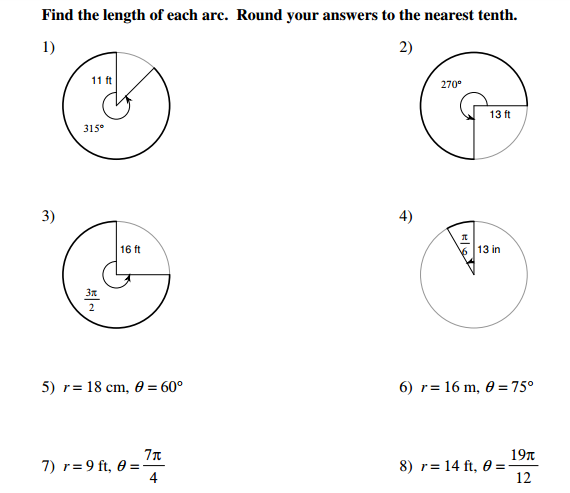 Find the length of each arc. Round your answers to the nearest tenth.
1)
11 ft
315°
2)
270°
13 ft
3)
16 ft
3π
2
4)
π
6
13 in
5) r = 18 cm, θ = 60°
6) r = 16 m, θ = 75°
7) r = 9 ft, θ = 7π/4
8) r = 14 ft, θ = 19π/12